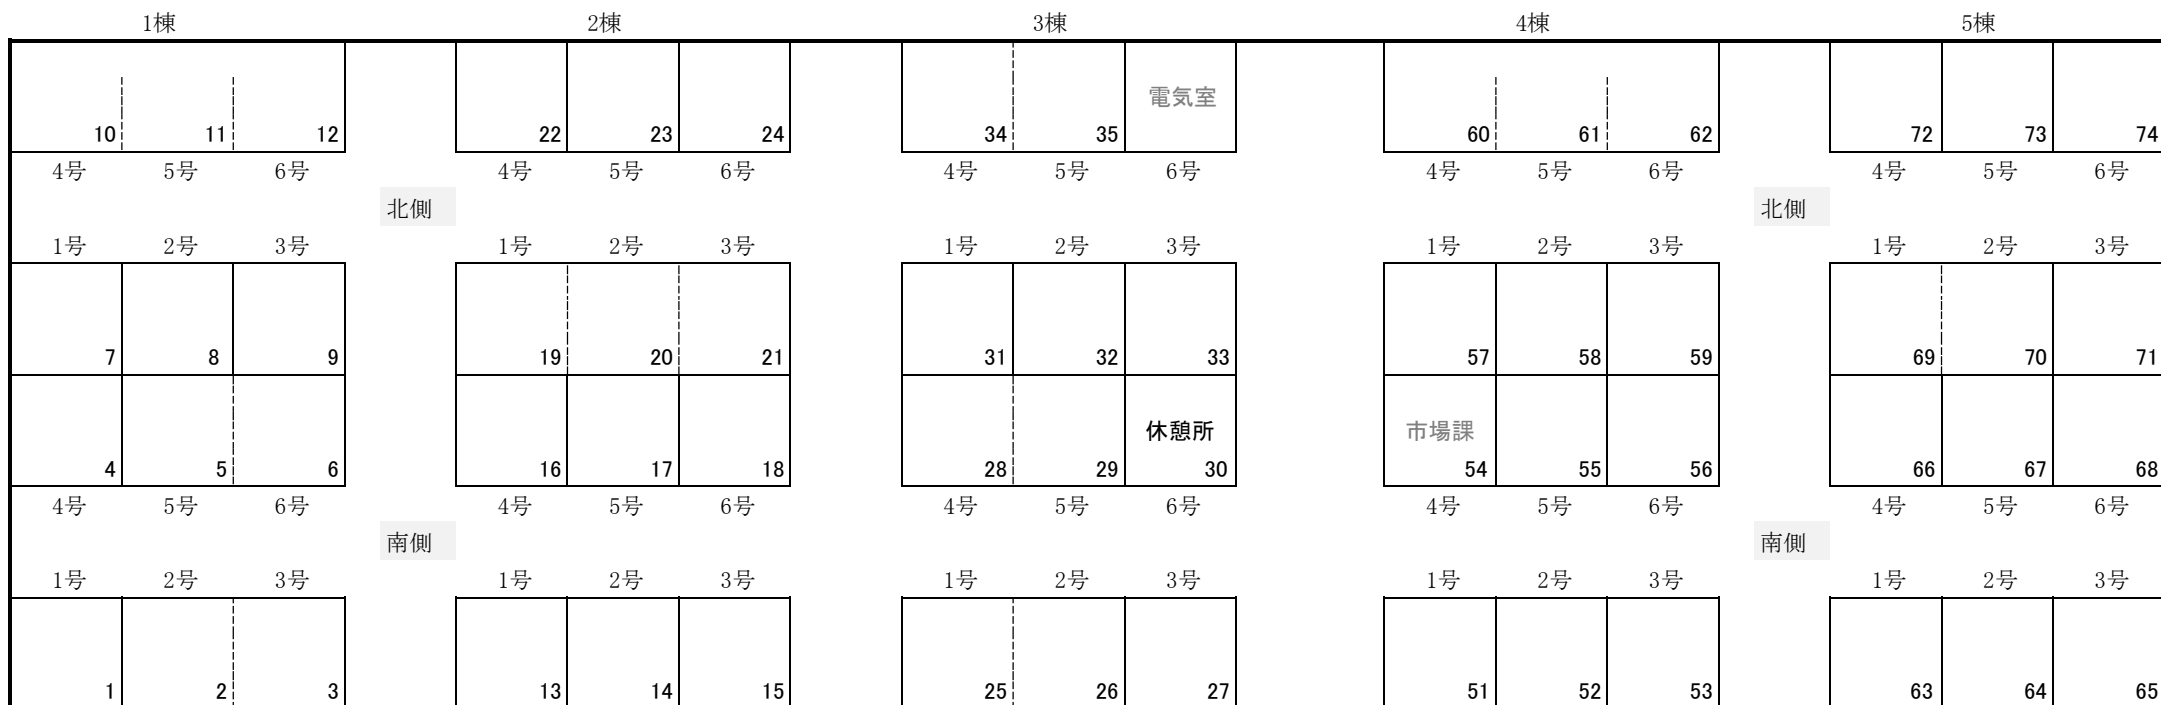 1棟 2棟 3棟 4棟 5棟
電気室
10 11 12 22 23 24 34 35 60 61 62 72 73 74
4号 5号 6号 4号 5号 6号 4号 5号 6号 4号 5号 6号 4号 5号 6号
北側 北側
1号 2号 3号 1号 2号 3号 1号 2号 3号 1号 2号 3号 1号 2号 3号
7 8 9 19 20 21 31 32 33 57 58 59 69 70 71
休憩所 市場課
4 5 6 16 17 18 28 29 30 54 55 56 66 67 68
4号 5号 6号 4号 5号 6号 4号 5号 6号 4号 5号 6号 4号 5号 6号
南側 南側
1号 2号 3号 1号 2号 3号 1号 2号 3号 1号 2号 3号 1号 2号 3号
1 2 3 13 14 15 25 26 27 51 52 53 63 64 65